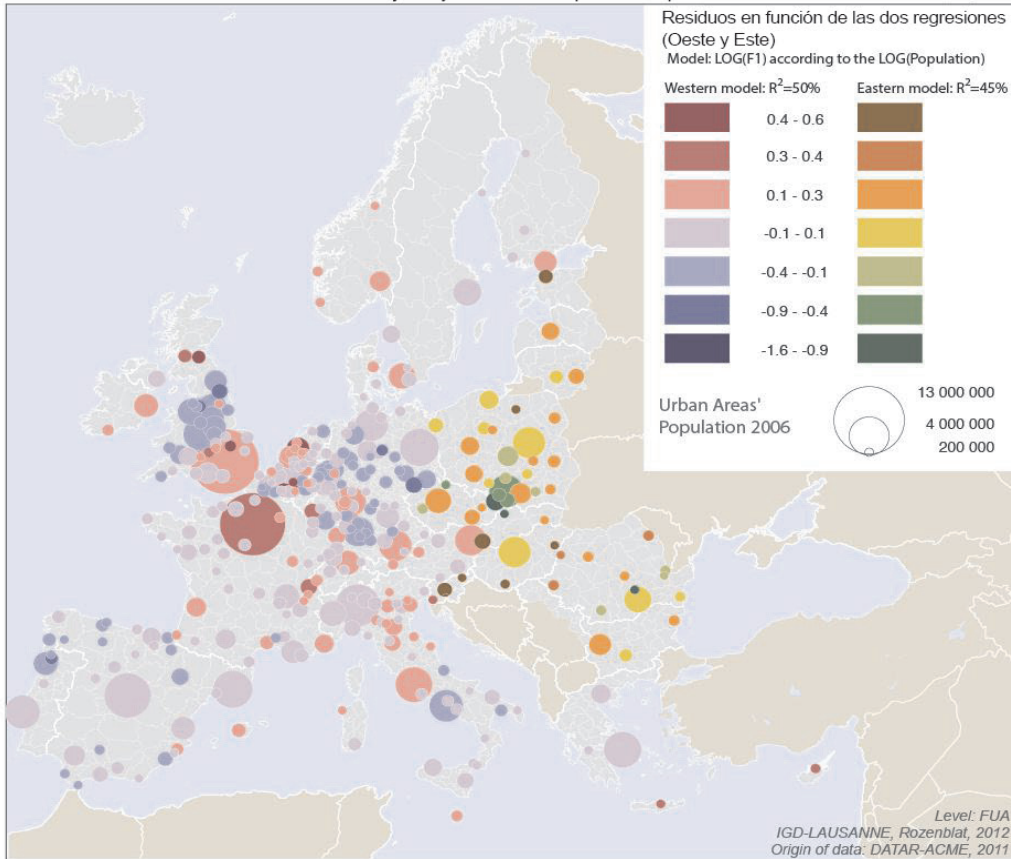 Residuos en función de las dos regresiones
(Oeste y Este)
Model: LOG(F1) according to the LOG(Population)
Western model: R²=50% Eastern model: R²=45%
0.4 - 0.6
0.3 - 0.4
0.1 - 0.3
-0.1 - 0.1
-0.4 - -0.1
-0.9 - -0.4
-1.6 - -0.9
Urban Areas'
Population 2006
13 000 000
4 000 000
200 000
Level: FUA
IGD-LAUSANNE, Rozenblat, 2012
Origin of data: DATAR-ACME, 2011